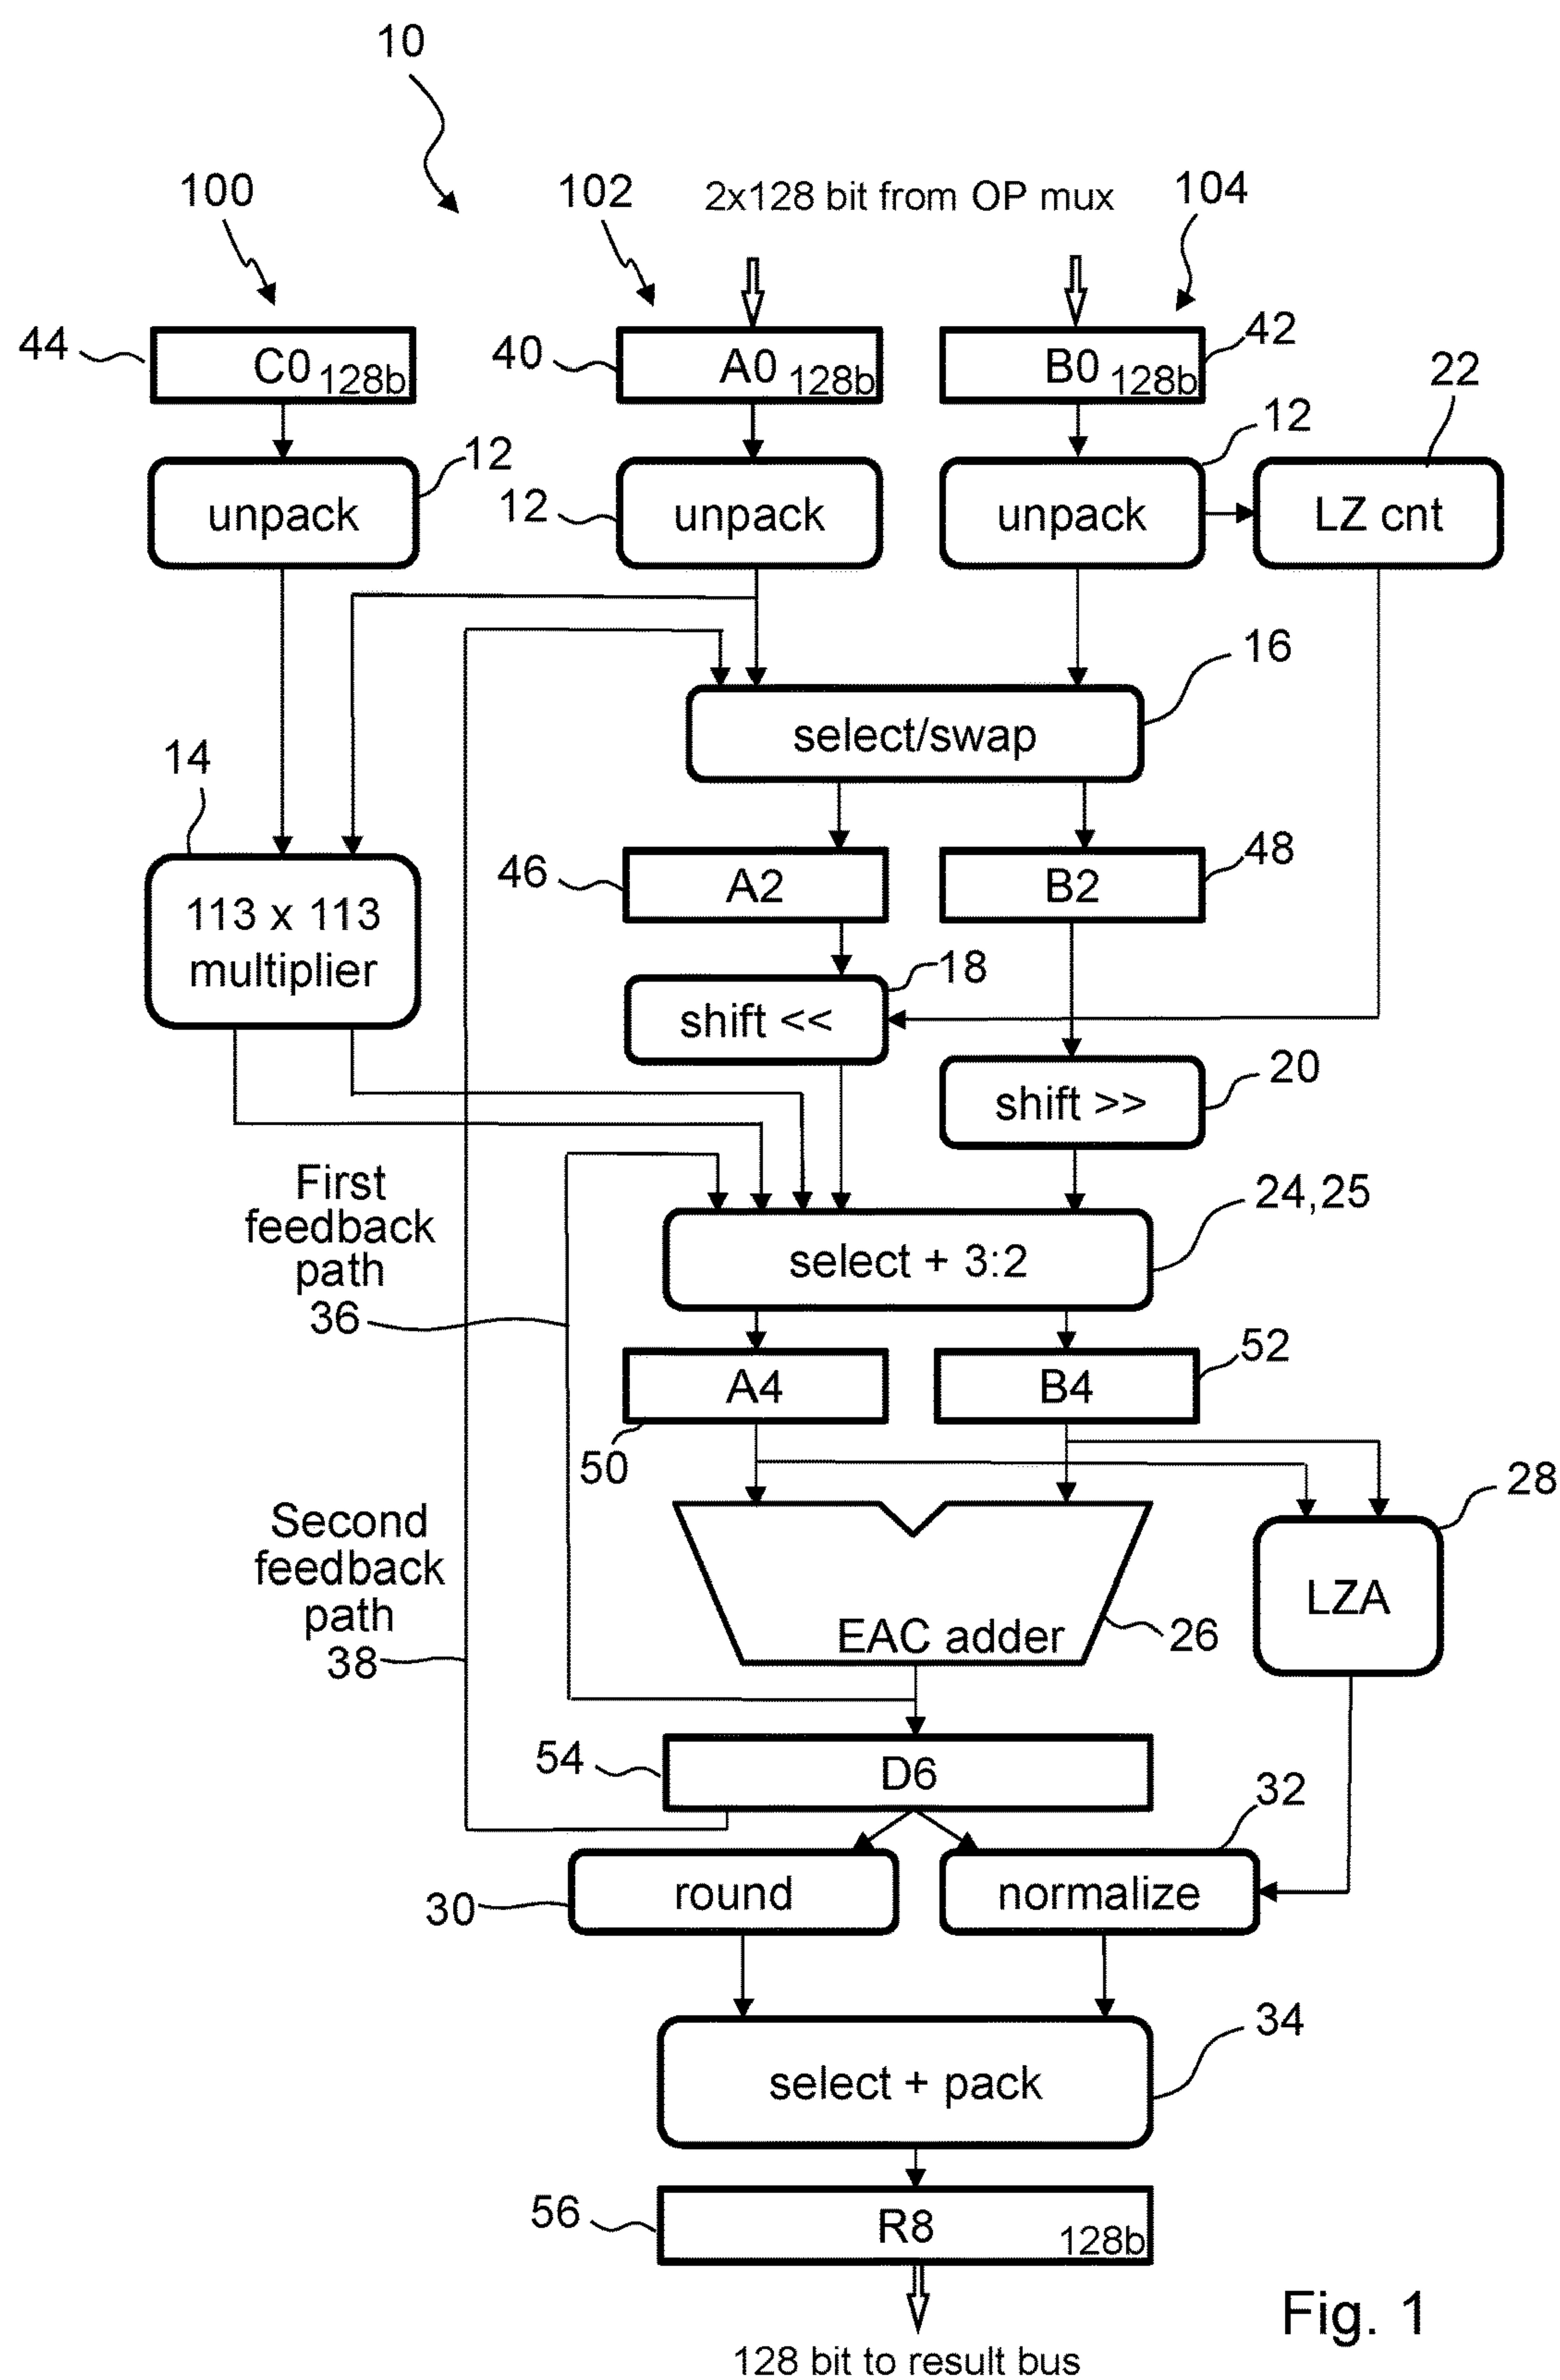 10
100
102
2x128 bit from OP mux
104
44
C0 128b
40
A0 128b
B0 128b
42
22
unpack
12
12
unpack
unpack
12
LZ cnt
16
select/swap
14
113 x 113
multiplier
46
A2
B2
48
18
shift <<
20
shift >>
First
feedback
path
36
24,25
select + 3:2
52
A4
B4
50
28
Second
feedback
path
38
LZA
EAC adder
26
54
D6
32
30
round
normalize
34
select + pack
56
R8
128b
Fig. 1
128 bit to result bus